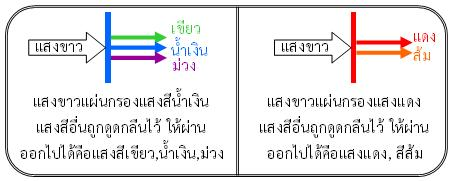 แสงขาว
เขียว
น้ำเงิน
ม่วง
แสงขาวแผ่นกรองแสงสีน้ำเงิน
แสงสีอื่นถูกดูดกลืนไว้ ให้ผ่าน
ออกไปได้คือแสงสีเขียว,น้ำเงิน,ม่วง
แสงขาว
แดง
ส้ม
แสงขาวแผ่นกรองแสงแดง
แสงสีอื่นถูกดูดกลืนไว้ ให้ผ่าน
ออกไปได้คือแสงแดง, สีส้ม